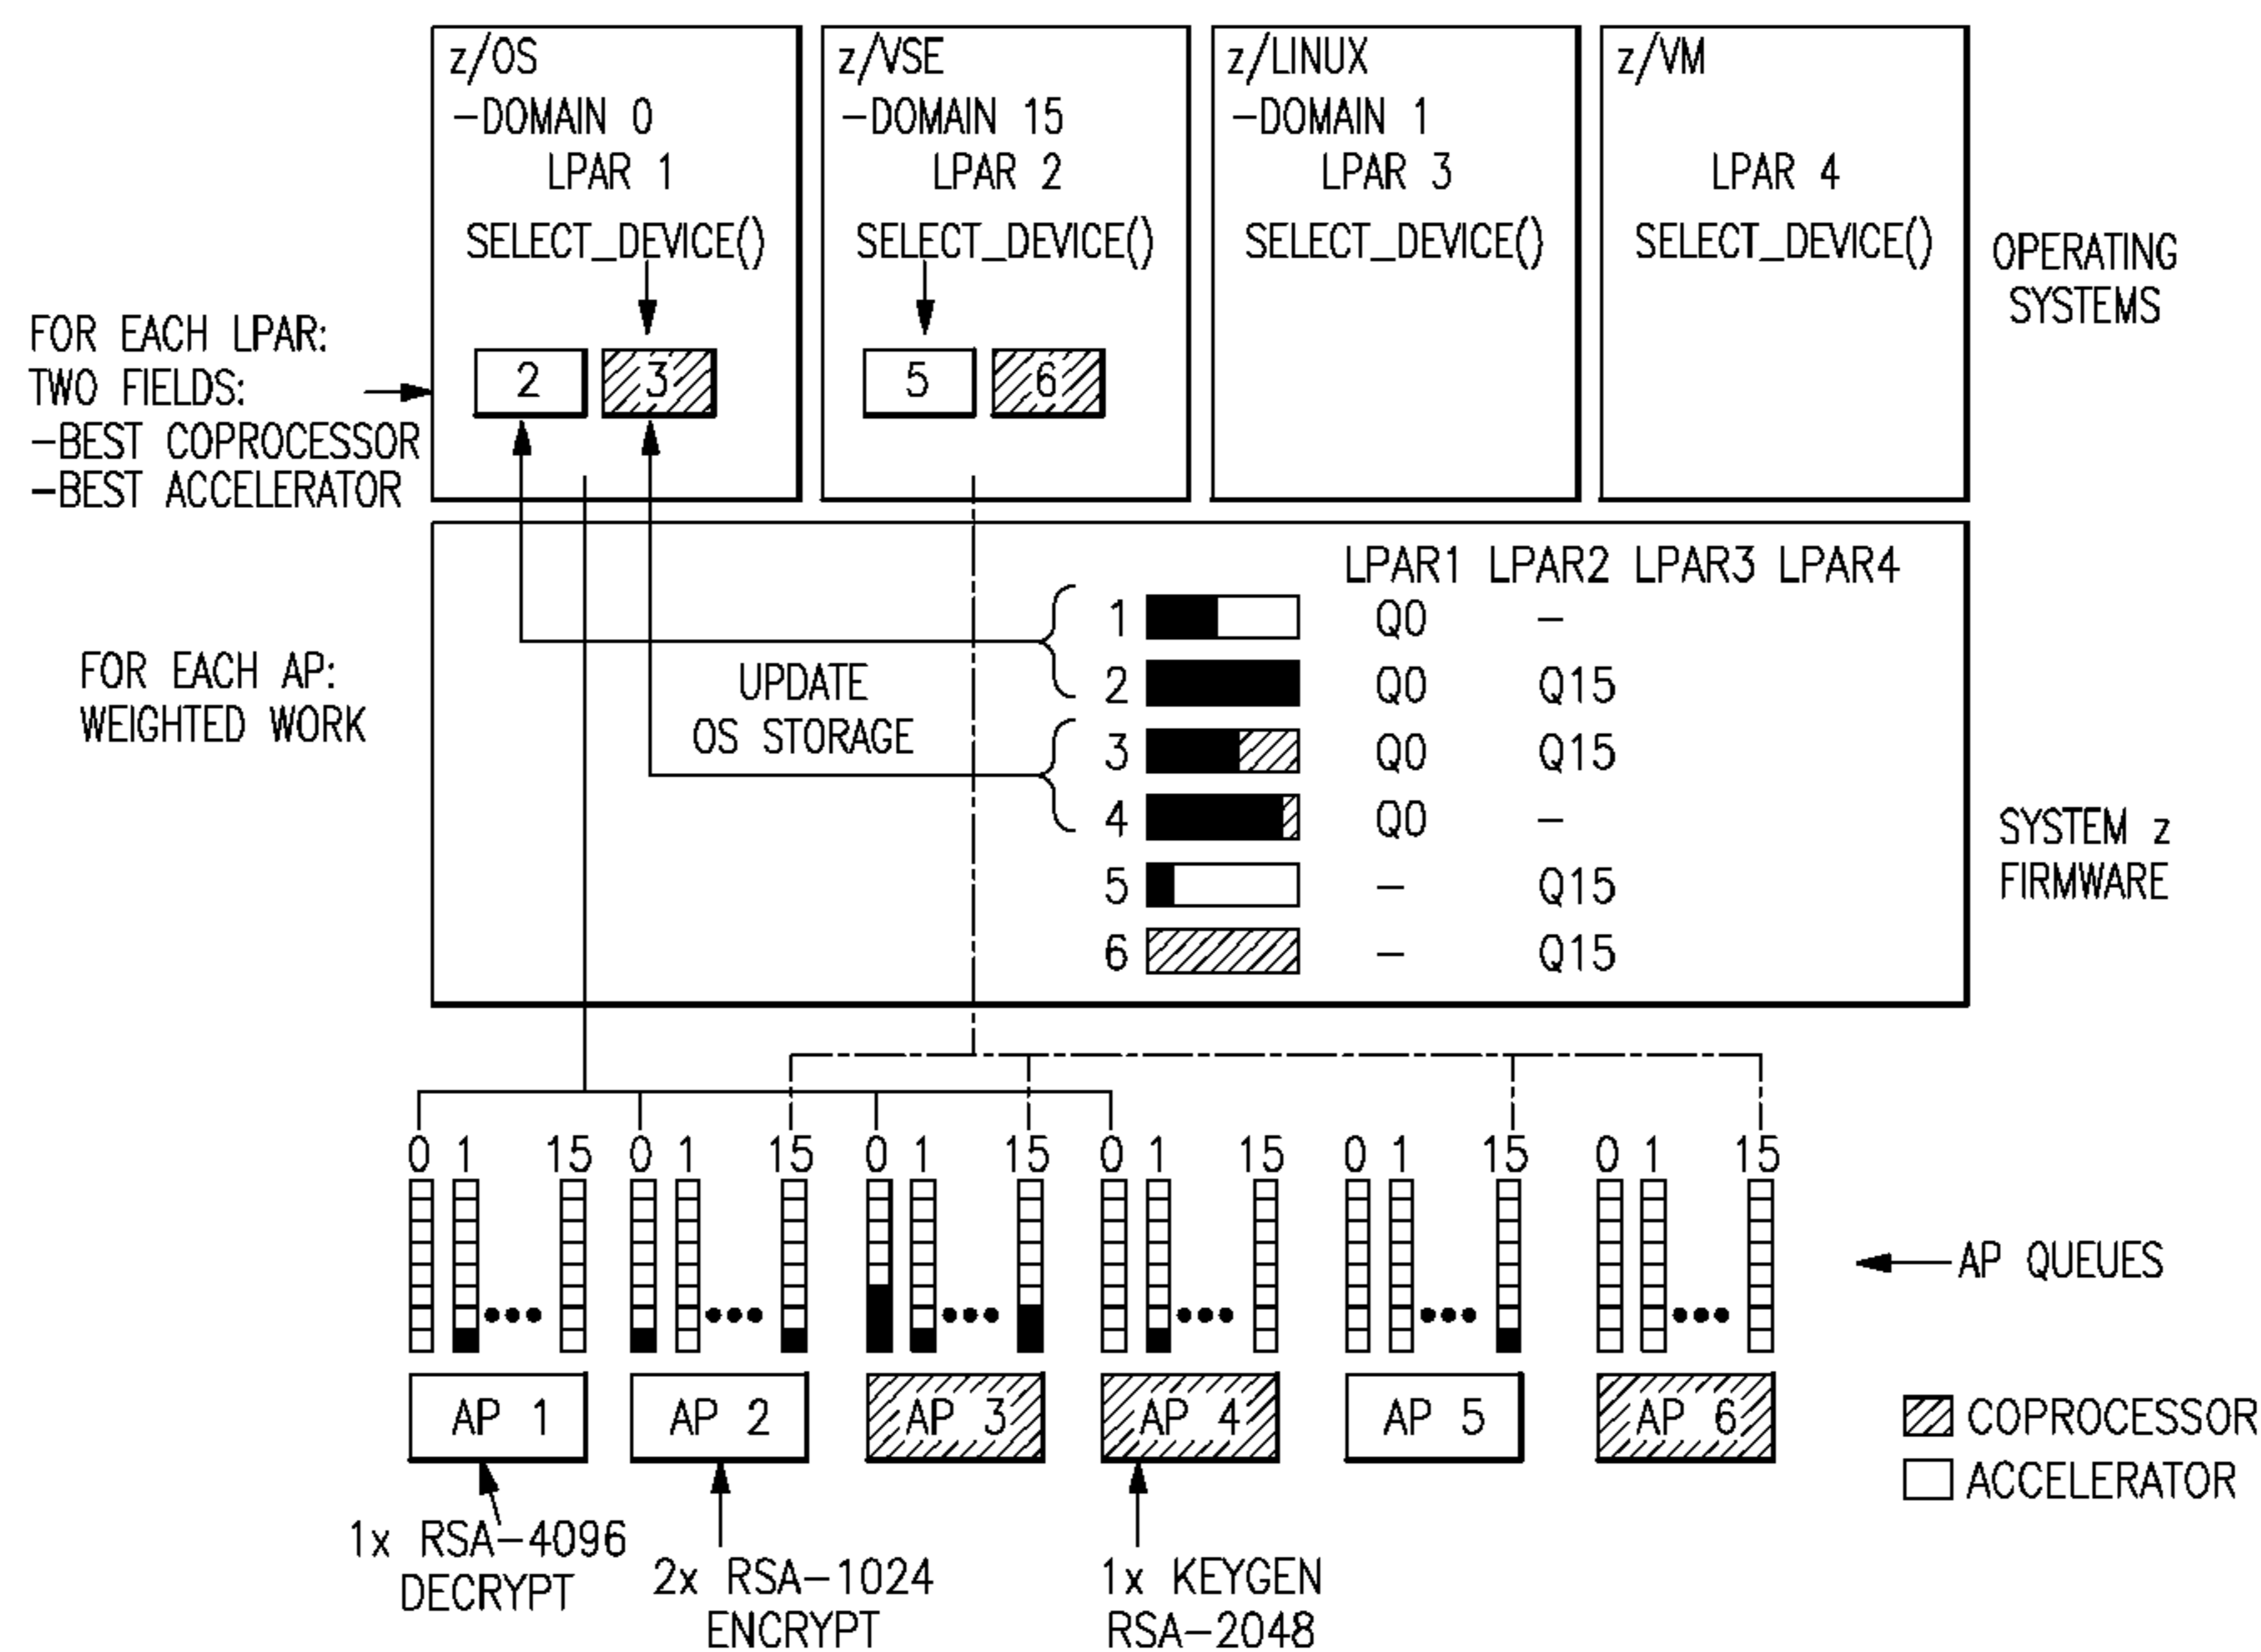 z/OS
-DOMAIN 0
LPAR 1
SELECT_DEVICE()
2 3
z/VSE
-DOMAIN 15
LPAR 2
SELECT_DEVICE()
5 6
z/LINUX
-DOMAIN 1
LPAR 3
SELECT_DEVICE()
z/VM
LPAR 4
SELECT_DEVICE()
OPERATING
SYSTEMS
FOR EACH LPAR:
TWO FIELDS:
-BEST COPROCESSOR
-BEST ACCELERATOR
LPAR1 LPAR2 LPAR3 LPAR4
1 Q0 -
2 Q0 Q15
3 Q0 Q15
4 Q0 -
5 - Q15
6 - Q15
FOR EACH AP:
WEIGHTED WORK
UPDATE
OS STORAGE
SYSTEM z
FIRMWARE
0 1 15 0 1 15 0 1 15 0 1 15 0 1 15 0 1 15
AP QUEUES
AP 1 AP 2 AP 3 AP 4 AP 5 AP 6
COPROCESSOR
ACCELERATOR
1x RSA-4096
DECRYPT
2x RSA-1024
ENCRYPT
1x KEYGEN
RSA-2048